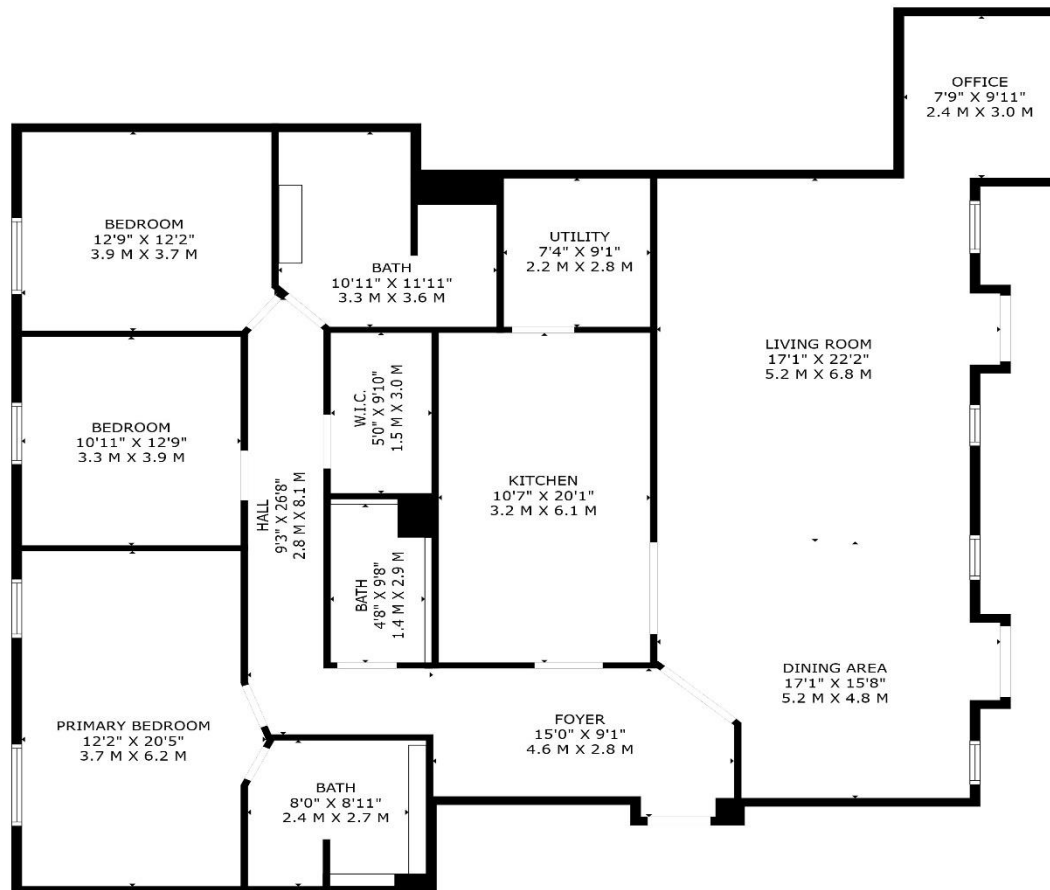 OFFICE
7'9" X 9'11"
2.4 M X 3.0 M
BEDROOM
12'9" X 12'2"
3.9 M X 3.7 M
BATH
10'11" X 11'11"
3.3 M X 3.6 M
UTILITY
7'4" X 9'1"
2.2 M X 2.8 M
LIVING ROOM
17'1" X 22'2"
5.2 M X 6.8 M
BEDROOM
10'11" X 12'9"
3.3 M X 3.9 M
HALL
9'3" X 26'8"
2.8 M X 8.1 M
W.I.C.
5'0" X 9'10"
1.5 M X 3.0 M
KITCHEN
10'7" X 20'1"
3.2 M X 6.1 M
BATH
4'8" X 9'8"
1.4 M X 2.9 M
PRIMARY BEDROOM
12'2" X 20'5"
3.7 M X 6.2 M
BATH
8'0" X 8'11"
2.4 M X 2.7 M
FOYER
15'0" X 9'1"
4.6 M X 2.8 M
DINING AREA
17'1" X 15'8"
5.2 M X 4.8 M